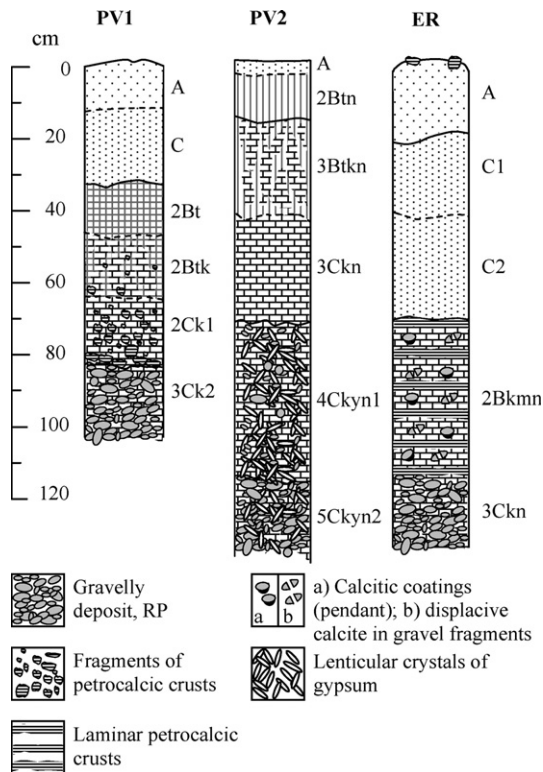 PV1 PV2 ER
cm
0
20
40
60
80
100
120
A
C
2Bt
2Btk
2Ck1
3Ck2
A
2Btn
3Btkn
3Ckn
4Ckyn1
5Ckyn2
A
C1
C2
2Bkmn
3Ckn
Gravelly
deposit, RP
Fragments of
petrocalcic crusts
Laminar petrocalcic
crusts
a b
a) Calcitic coatings
(pendant); b) displacive
calcite in gravel fragments
Lenticular crystals of
gypsum